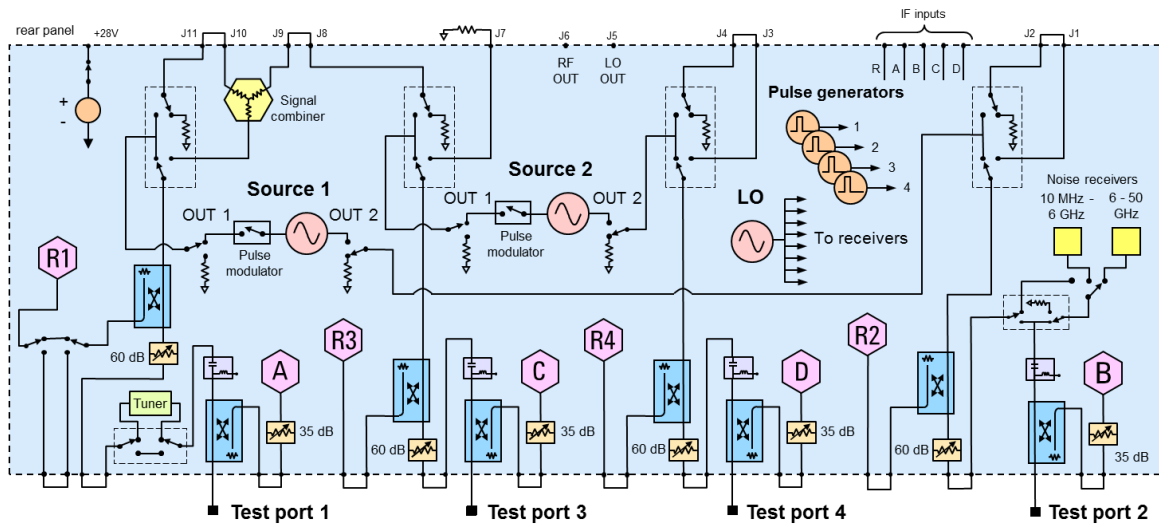 rear panel
+28V
J11
J10
J9
J8
J7
J6
J5
J4
J3
J2
J1
RF
OUT
LO
OUT
IF inputs
R
A
B
C
D
+
-
Signal
combiner
Pulse generators
1
2
3
4
Source 1
OUT 1
OUT 2
Pulse
modulator
Source 2
OUT 1
OUT 2
Pulse
modulator
LO
To receivers
Noise receivers
10 MHz -
6 GHz
6 - 50
GHz
R1
60 dB
Tuner
A
35 dB
R3
60 dB
C
35 dB
R4
60 dB
D
35 dB
R2
60 dB
B
35 dB
Test port 1
Test port 3
Test port 4
Test port 2